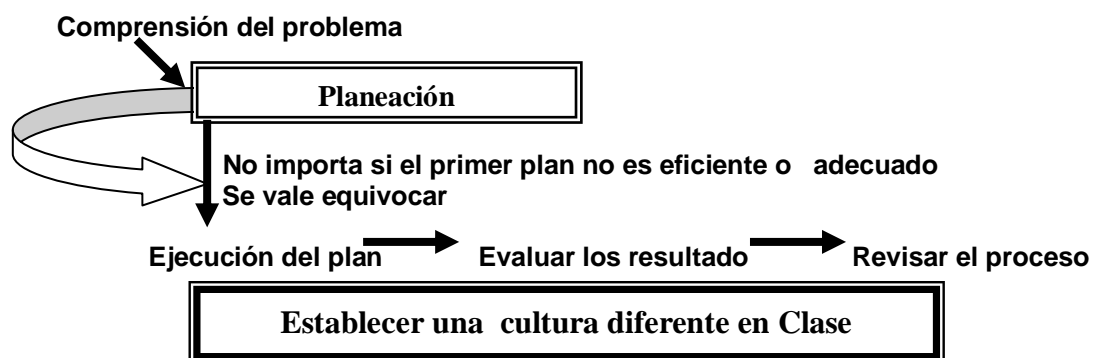 Comprensión del problema
Planeación
No importa si el primer plan no es eficiente o adecuado
Se vale equivocar
Ejecución del plan Evaluar los resultado Revisar el proceso
Establecer una cultura diferente en Clase